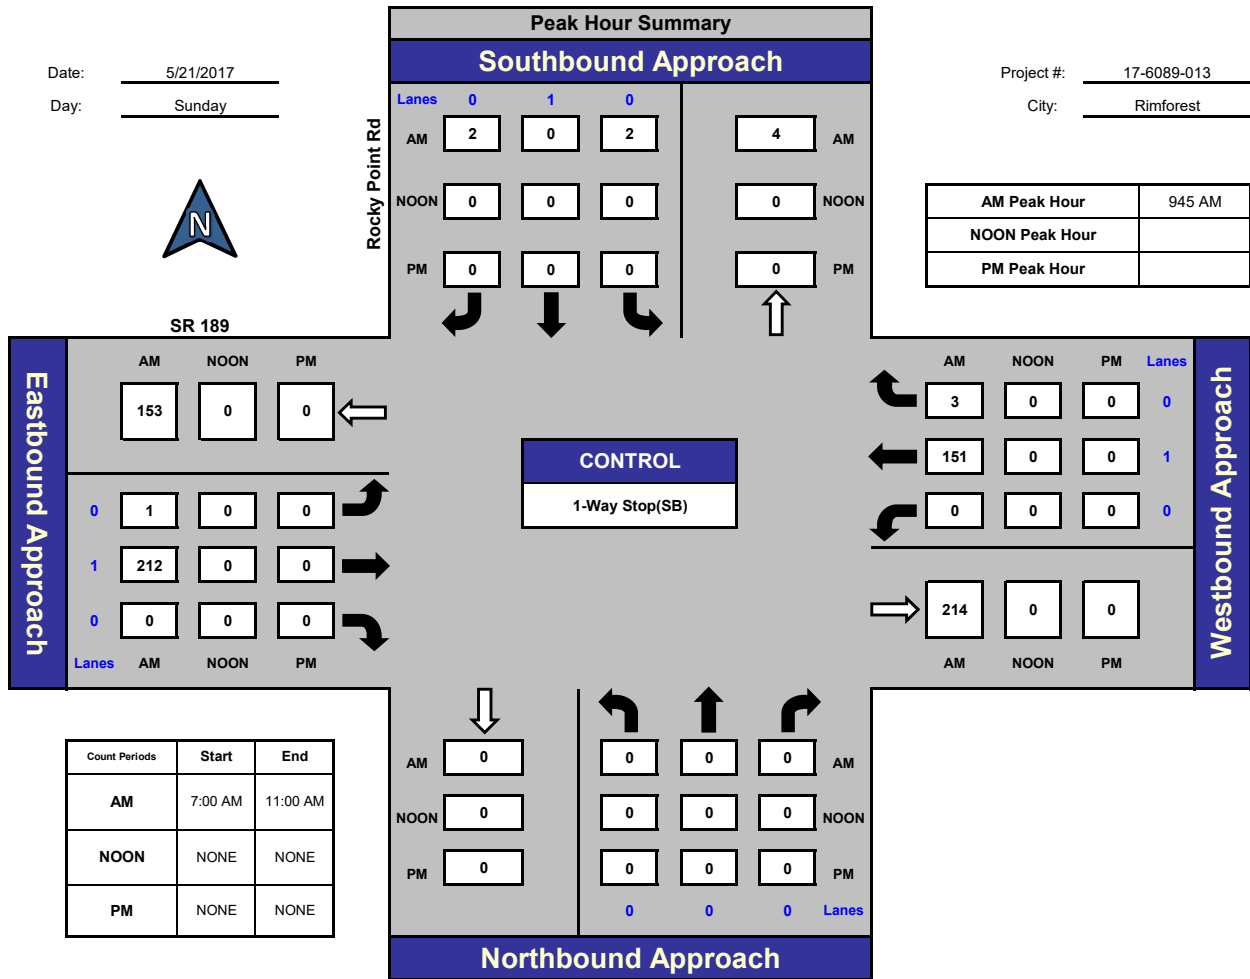 Peak Hour Summary
Southbound Approach
Date: 5/21/2017
Day: Sunday
Project #: 17-6089-013
City: Rimforest
Rocky Point Rd
Lanes 0 1 0
AM 2 0 2 4 AM
NOON 0 0 0 0 NOON
PM 0 0 0 0 PM
N
AM Peak Hour 945 AM
NOON Peak Hour
PM Peak Hour
SR 189
Eastbound Approach
AM NOON PM
153 0 0
0 1 0 0
1 212 0 0
0 0 0 0
Lanes AM NOON PM
CONTROL
1-Way Stop(SB)
AM NOON PM Lanes
3 0 0 0
151 0 0 1
0 0 0 0
214 0 0
AM NOON PM
Westbound Approach
Count Periods Start End
AM 7:00 AM 11:00 AM
NOON NONE NONE
PM NONE NONE
AM 0 0 0 0 AM
NOON 0 0 0 0 NOON
PM 0 0 0 0 PM
0 0 0 Lanes
Northbound Approach